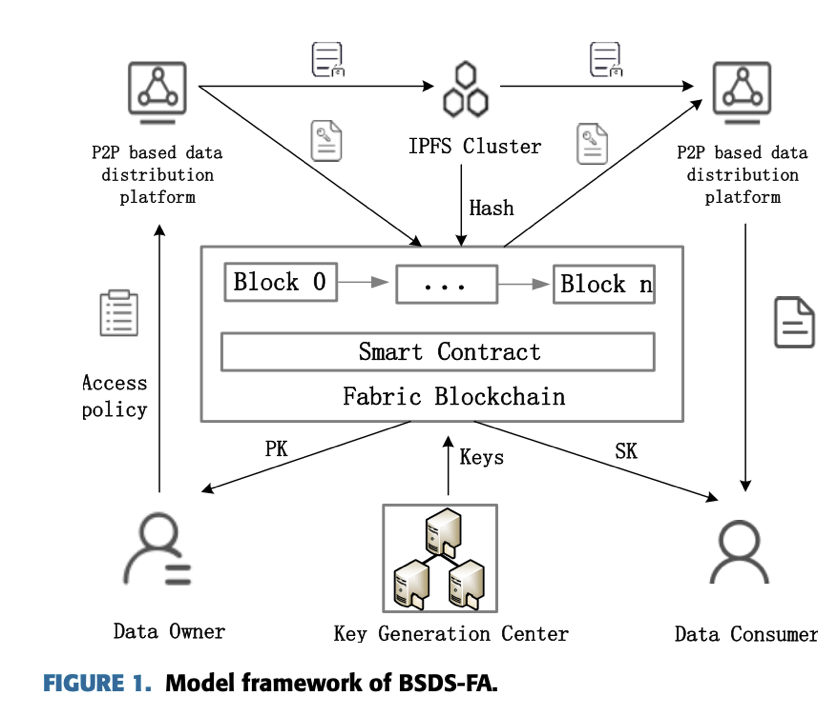 IPFS Cluster
P2P based data
distribution
platform
P2P based data
distribution
platform
Hash
Block 0
...
Block n
Smart Contract
Fabric Blockchain
Access
policy
PK
Keys
SK
Data Owner
Key Generation Center
Data Consumer
FIGURE 1. Model framework of BSDS-FA.